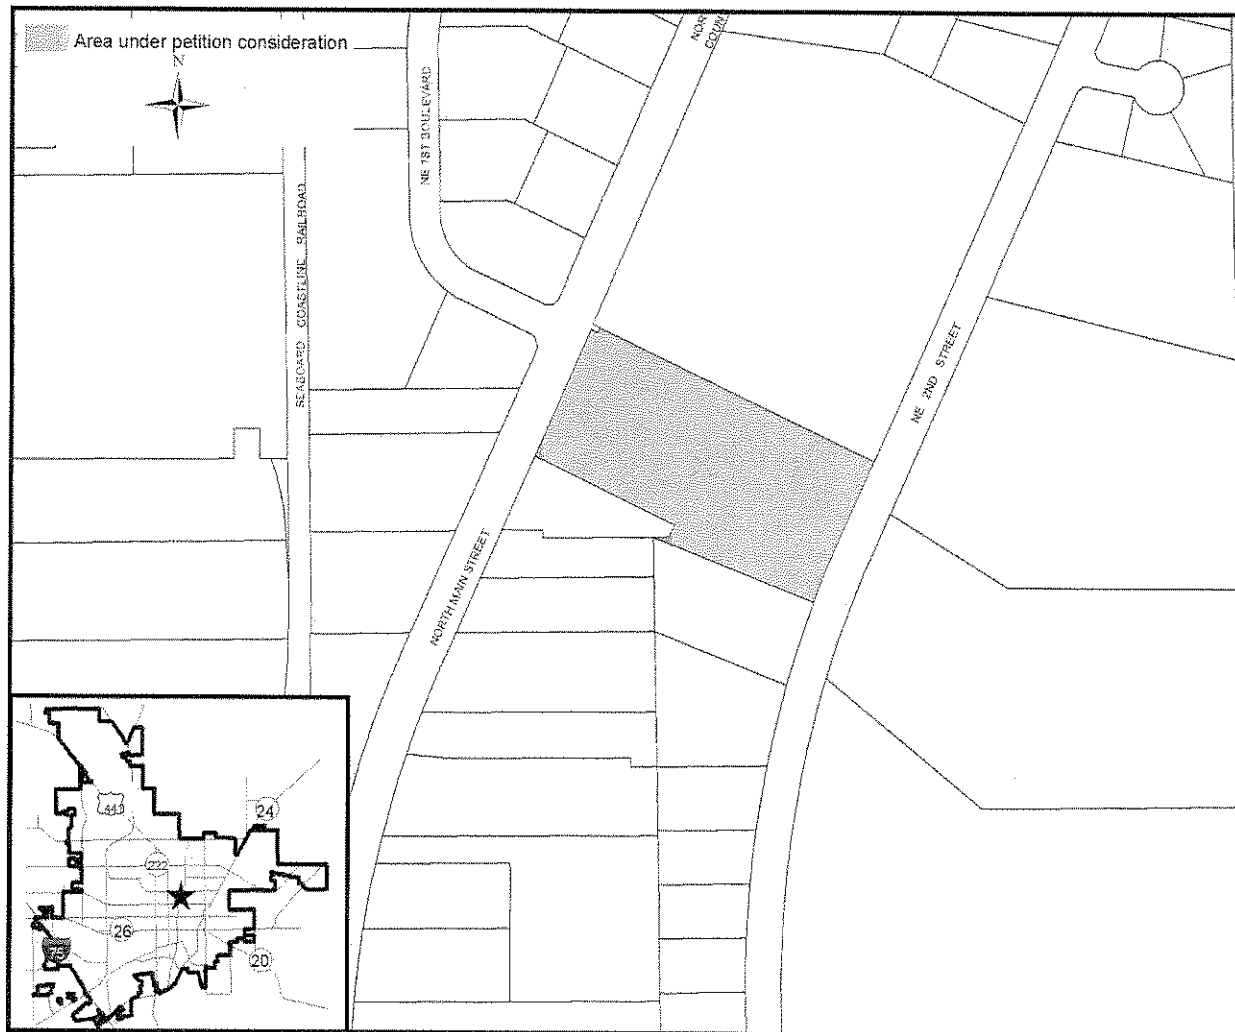 Area under petition consideration
N
NE 1ST BOULEVARD
SEABOARD COASTLINE RAILROAD
NE 2ND STREET
NORTH MAIN STREET
441
24
222
26
20